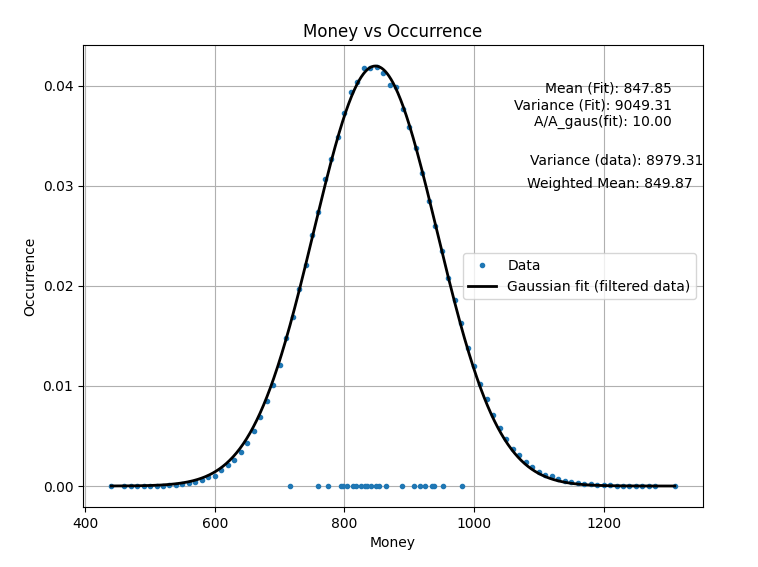 Money vs Occurrence
Occurrence
0.04
0.03
0.02
0.01
0.00
Mean (Fit): 847.85
Variance (Fit): 9049.31
A/A_gaus(fit): 10.00
Variance (data): 8979.31
Weighted Mean: 849.87
Data
Gaussian fit (filtered data)
400 600 800 1000 1200
Money